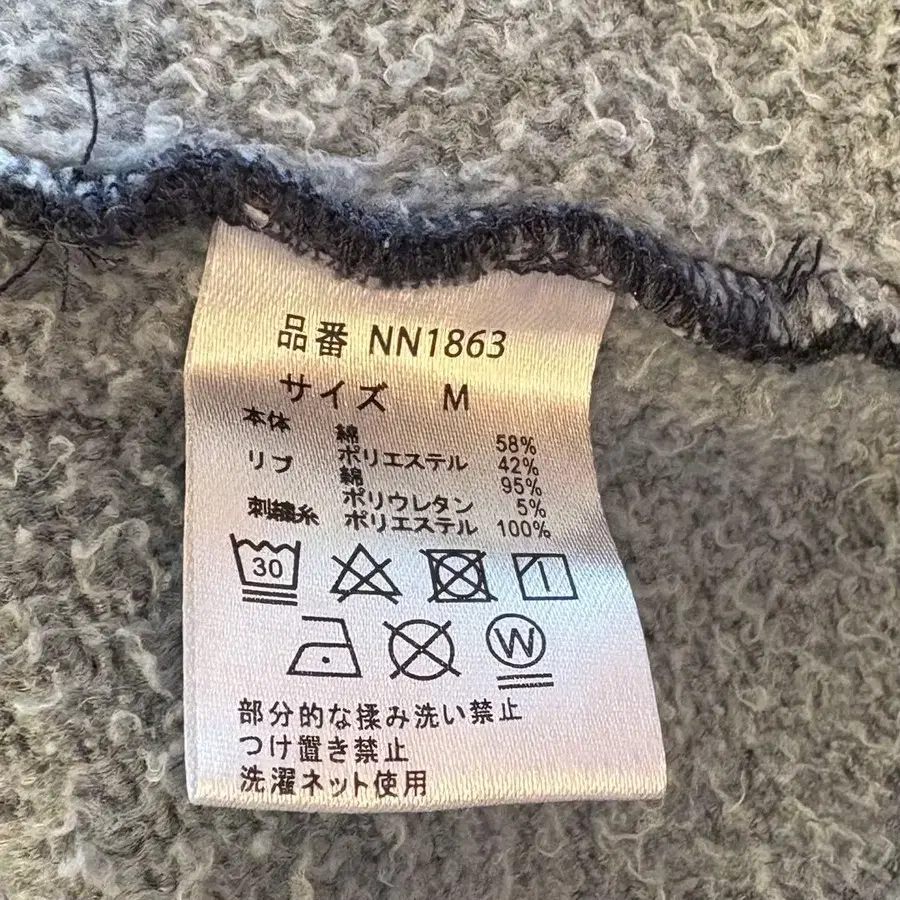 品番 NN1863
サイズ M
本体 綿 58%
ポリエステル 42%
リブ 綿 95%
ポリウレタン 5%
刺繍糸 ポリエステル 100%
30
W
部分的な揉み洗い禁止
つけ置き禁止
洗濯ネット使用